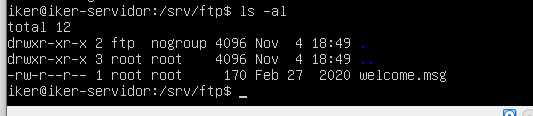 iker@iker-servidor:/srv/ftp$ ls -al
total 12
drwxr-xr-x 2 ftp  nogroup 4096 Nov  4 18:49 .
drwxr-xr-x 3 root root    4096 Nov  4 18:49 ..
-rw-r--r-- 1 root root     170 Feb 27  2020 welcome.msg
iker@iker-servidor:/srv/ftp$ _